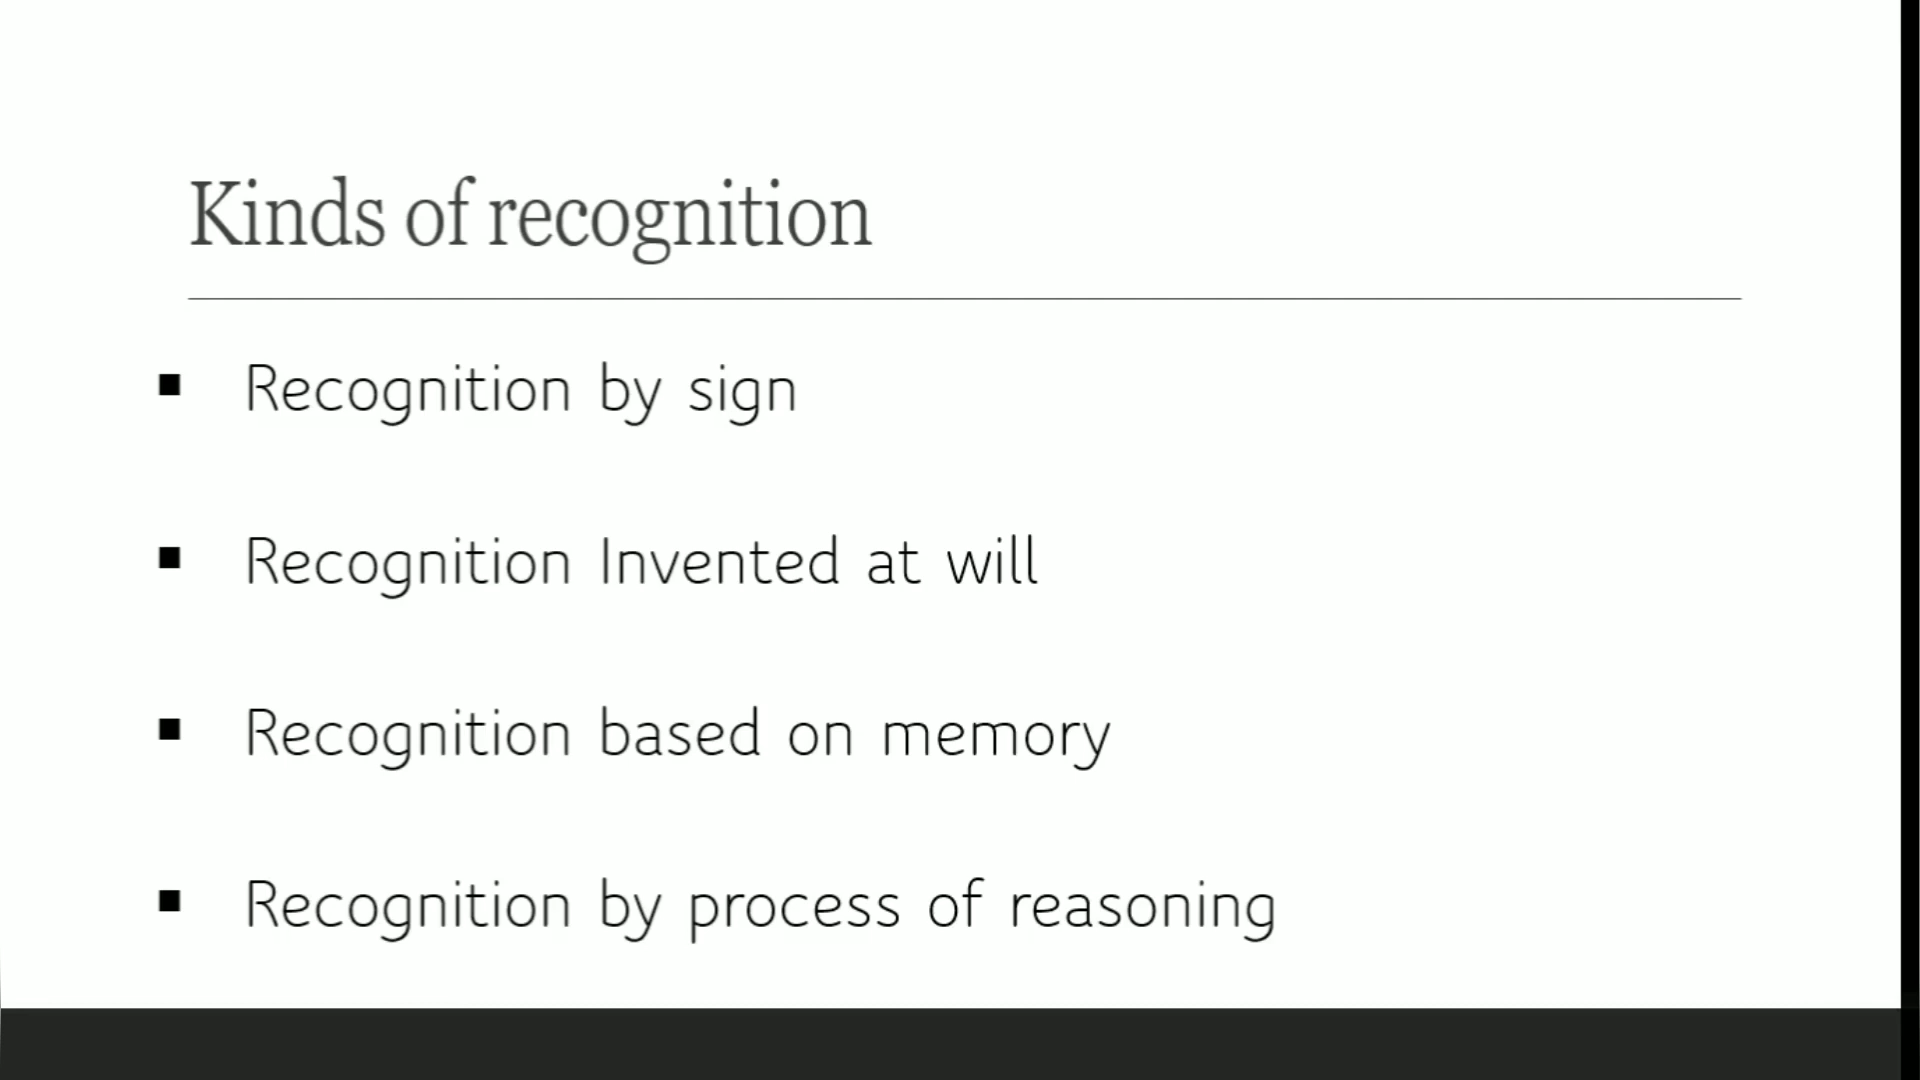 Kinds of recognition
Recognition by sign
Recognition Invented at will
Recognition based on memory
Recognition by process of reasoning